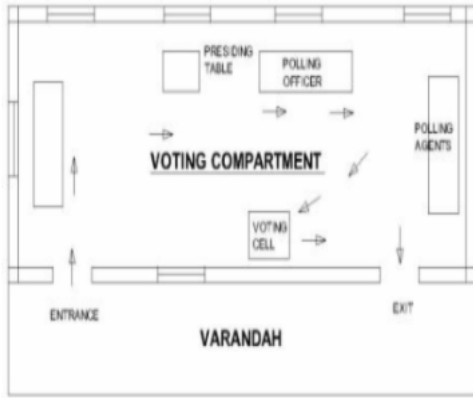 PRESIDING
TABLE
POLLING
OFFICER
POLLING
AGENTS
VOTING COMPARTMENT
VOTING
CELL
ENTRANCE
EXIT
VARANDAH